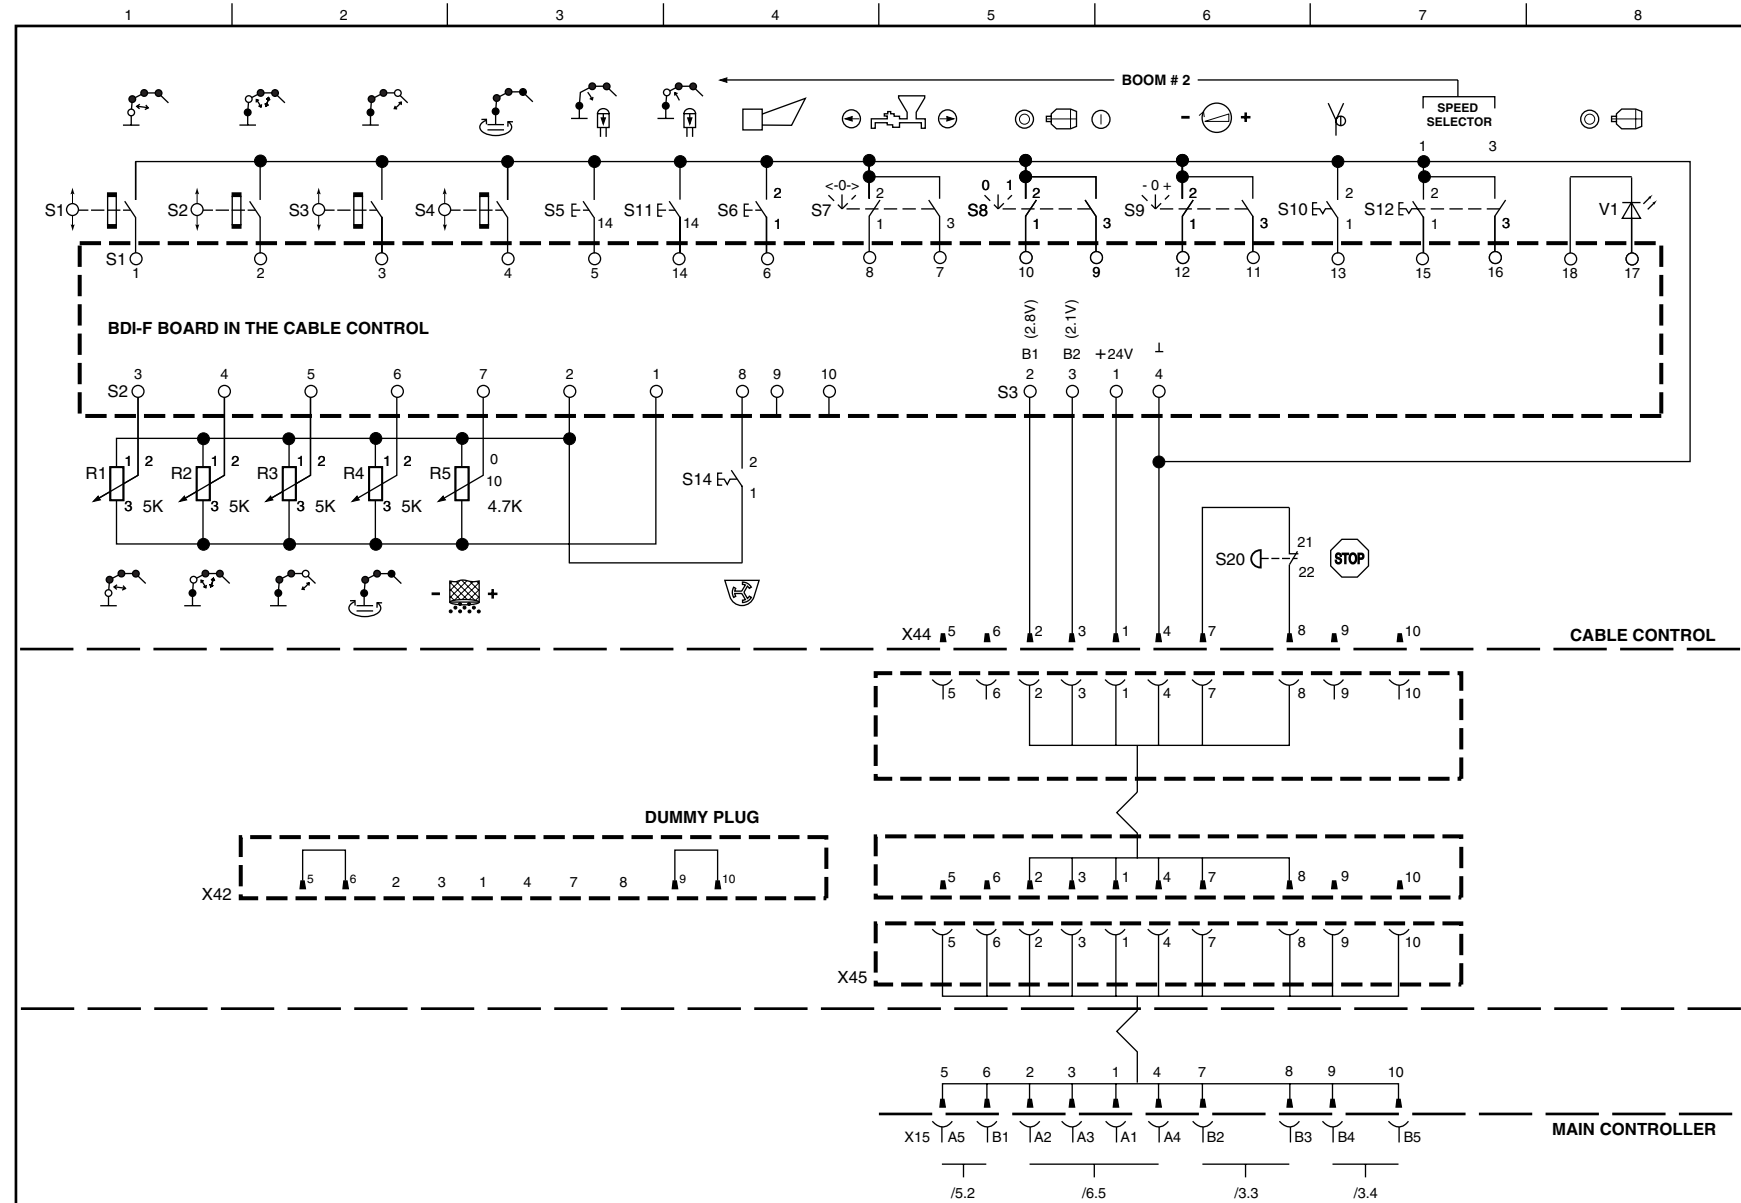 1 2 3 4 5 6 7 8
BOOM # 2
SPEED
SELECTOR
- +
1 3
<-0-> 0 1 - 0 +
2 2 2 2 2 2
S1 S2 S3 S4 S5 S11 S6 S7 S8 S9 S10 S12 V1
14 14 1 1 3 1 3 1 3 1 1 3
S1
1 2 3 4 5 14 6 8 7 10 9 12 11 13 15 16 18 17
BDI-F BOARD IN THE CABLE CONTROL
(2.8V) (2.1V)
B1 B2 +24V ⊥
3 4 5 6 7 2 1 8 9 10 2 3 1 4
S2 S3
1 2 1 2 1 2 1 2 0 2
R1 R2 R3 R4 R5 10 S14
3 5K 3 5K 3 5K 3 5K 4.7K 1
21
S20 STOP
22
- +
X44 5 6 2 3 1 4 7 8 9 10
CABLE CONTROL
5 6 2 3 1 4 7 8 9 10
DUMMY PLUG
5 6 2 3 1 4 7 8 9 10
X42
5 6 2 3 1 4 7 8 9 10
5 6 2 3 1 4 7 8 9 10
X45
5 6 2 3 1 4 7 8 9 10
X15 A5 B1 A2 A3 A1 A4 B2 B3 B4 B5
MAIN CONTROLLER
/5.2 /6.5 /3.3 /3.4